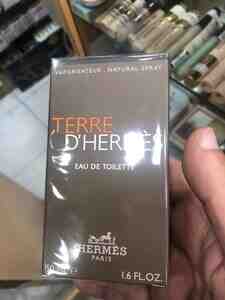 VAPORISATEUR . NATURAL SPRAY
TERRE
D'HERMÈS
EAU DE TOILETTE
HERMÈS
PARIS
1.6 FL.OZ.